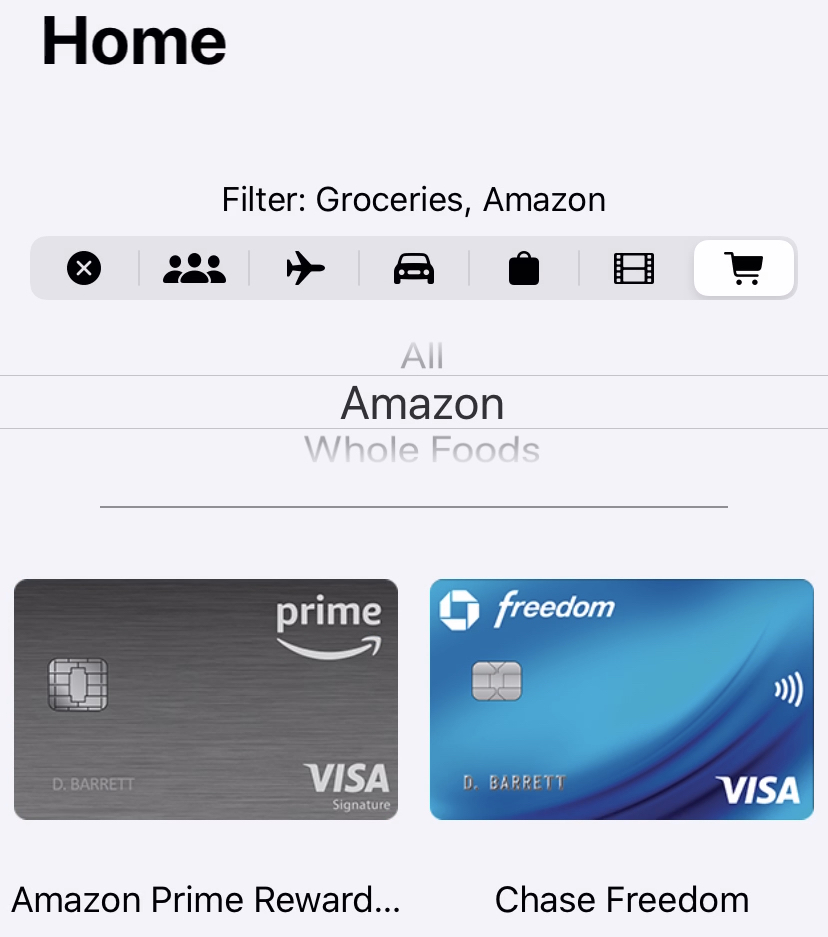 Home
Filter: Groceries, Amazon
All
Amazon
Whole Foods
prime
D. BARRETT
VISA
Signature
freedom
D. BARRETT
VISA
Amazon Prime Reward...
Chase Freedom